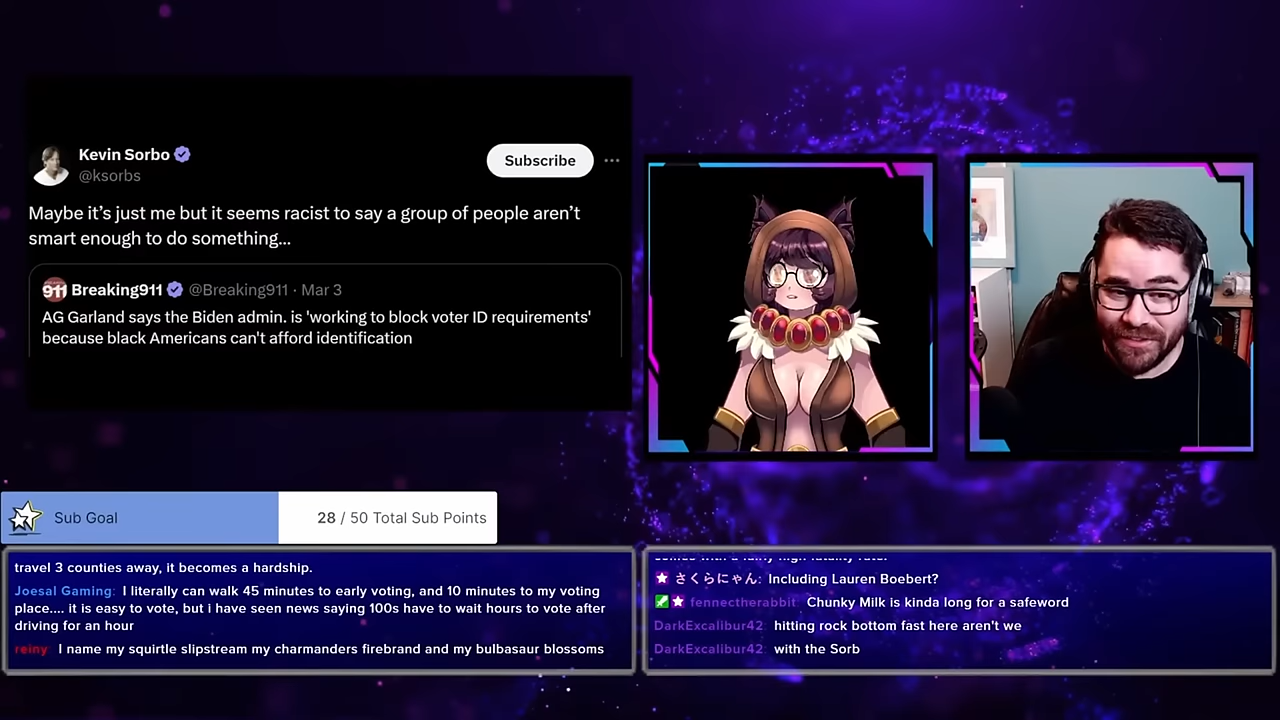 Kevin Sorbo
@ksorbs
Subscribe
Maybe it's just me but it seems racist to say a group of people aren't
smart enough to do something...
911 Breaking911 @Breaking911 · Mar 3
AG Garland says the Biden admin. is 'working to block voter ID requirements'
because black Americans can't afford identification
Sub Goal
28 / 50 Total Sub Points
travel 3 counties away, it becomes a hardship.
Joesal Gaming: I literally can walk 45 minutes to early voting, and 10 minutes to my voting
place.... it is easy to vote, but i have seen news saying 100s have to wait hours to vote after
driving for an hour
reiny: I name my squirtle slipstream my charmanders firebrand and my bulbasaur blossoms
さくらにゃん: Including Lauren Boebert?
fennectherabbit: Chunky Milk is kinda long for a safeword
DarkExcalibur42: hitting rock bottom fast here aren't we
DarkExcalibur42: with the Sorb